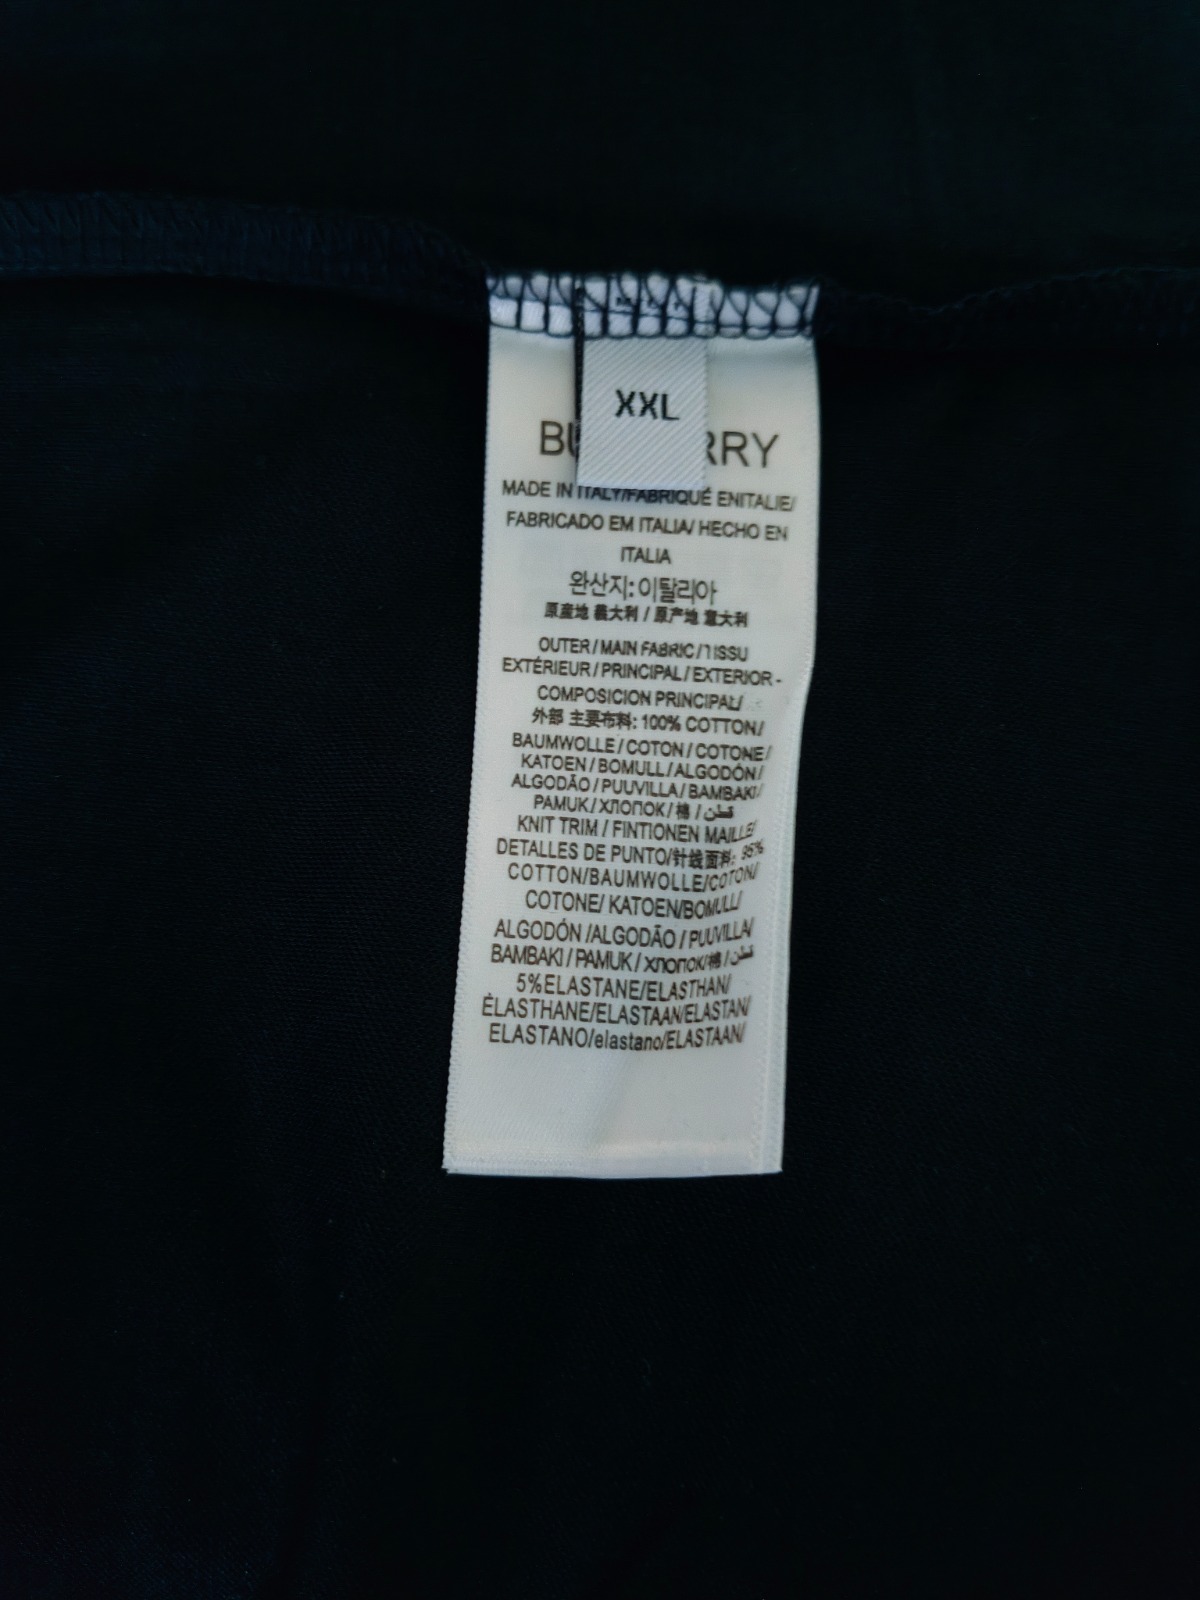 XXL
BU RRY
MADE IN ITALY/FABRIQUÉ ENITALIE/
FABRICADO EM ITALIA/ HECHO EN
ITALIA
완산지: 이탈리아
原産地 義大利 / 原产地 意大利
OUTER / MAIN FABRIC / TISSU
EXTÉRIEUR / PRINCIPAL / EXTERIOR -
COMPOSICION PRINCIPAL/
外部 主要布料: 100% COTTON/
BAUMWOLLE / COTON / COTONE /
KATOEN / BOMULL / ALGODÓN /
ALGODÃO / PUUVILLA / BAMBAKI/
PAMUK / ХЛОПОК / 棉 / قطن
KNIT TRIM / FINTIONEN MAILLE/
DETALLES DE PUNTO/针线面料: 95%
COTTON/BAUMWOLLE/COTON/
COTONE/ KATOEN/BOMULL/
ALGODÓN /ALGODÃO / PUUVILLA/
BAMBAKI / PAMUK / ХЛОПОК/棉 / قطن
5%ELASTANE/ELASTHAN/
ÉLASTHANE/ELASTAAN/ELASTAN/
ELASTANO/elastano/ELASTAAN/